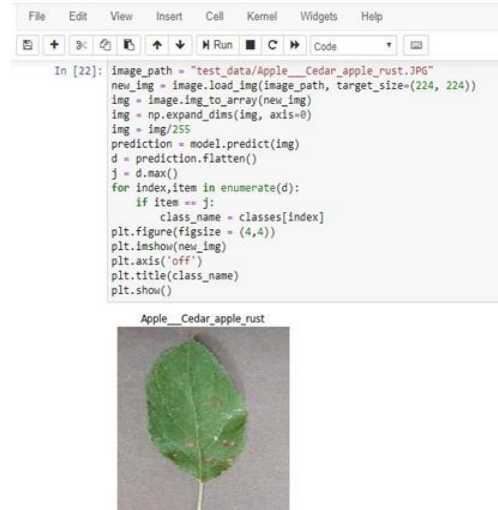 File Edit View Insert Cell Kernel Widgets Help
Run Code
In [22]: image_path = "test_data/Apple___Cedar_apple_rust.JPG"
new_img = image.load_img(image_path, target_size=(224, 224))
img = image.img_to_array(new_img)
img = np.expand_dims(img, axis=0)
img = img/255
prediction = model.predict(img)
d = prediction.flatten()
j = d.max()
for index,item in enumerate(d):
    if item == j:
        class_name = classes[index]
plt.figure(figsize = (4,4))
plt.imshow(new_img)
plt.axis('off')
plt.title(class_name)
plt.show()
Apple___Cedar_apple_rust